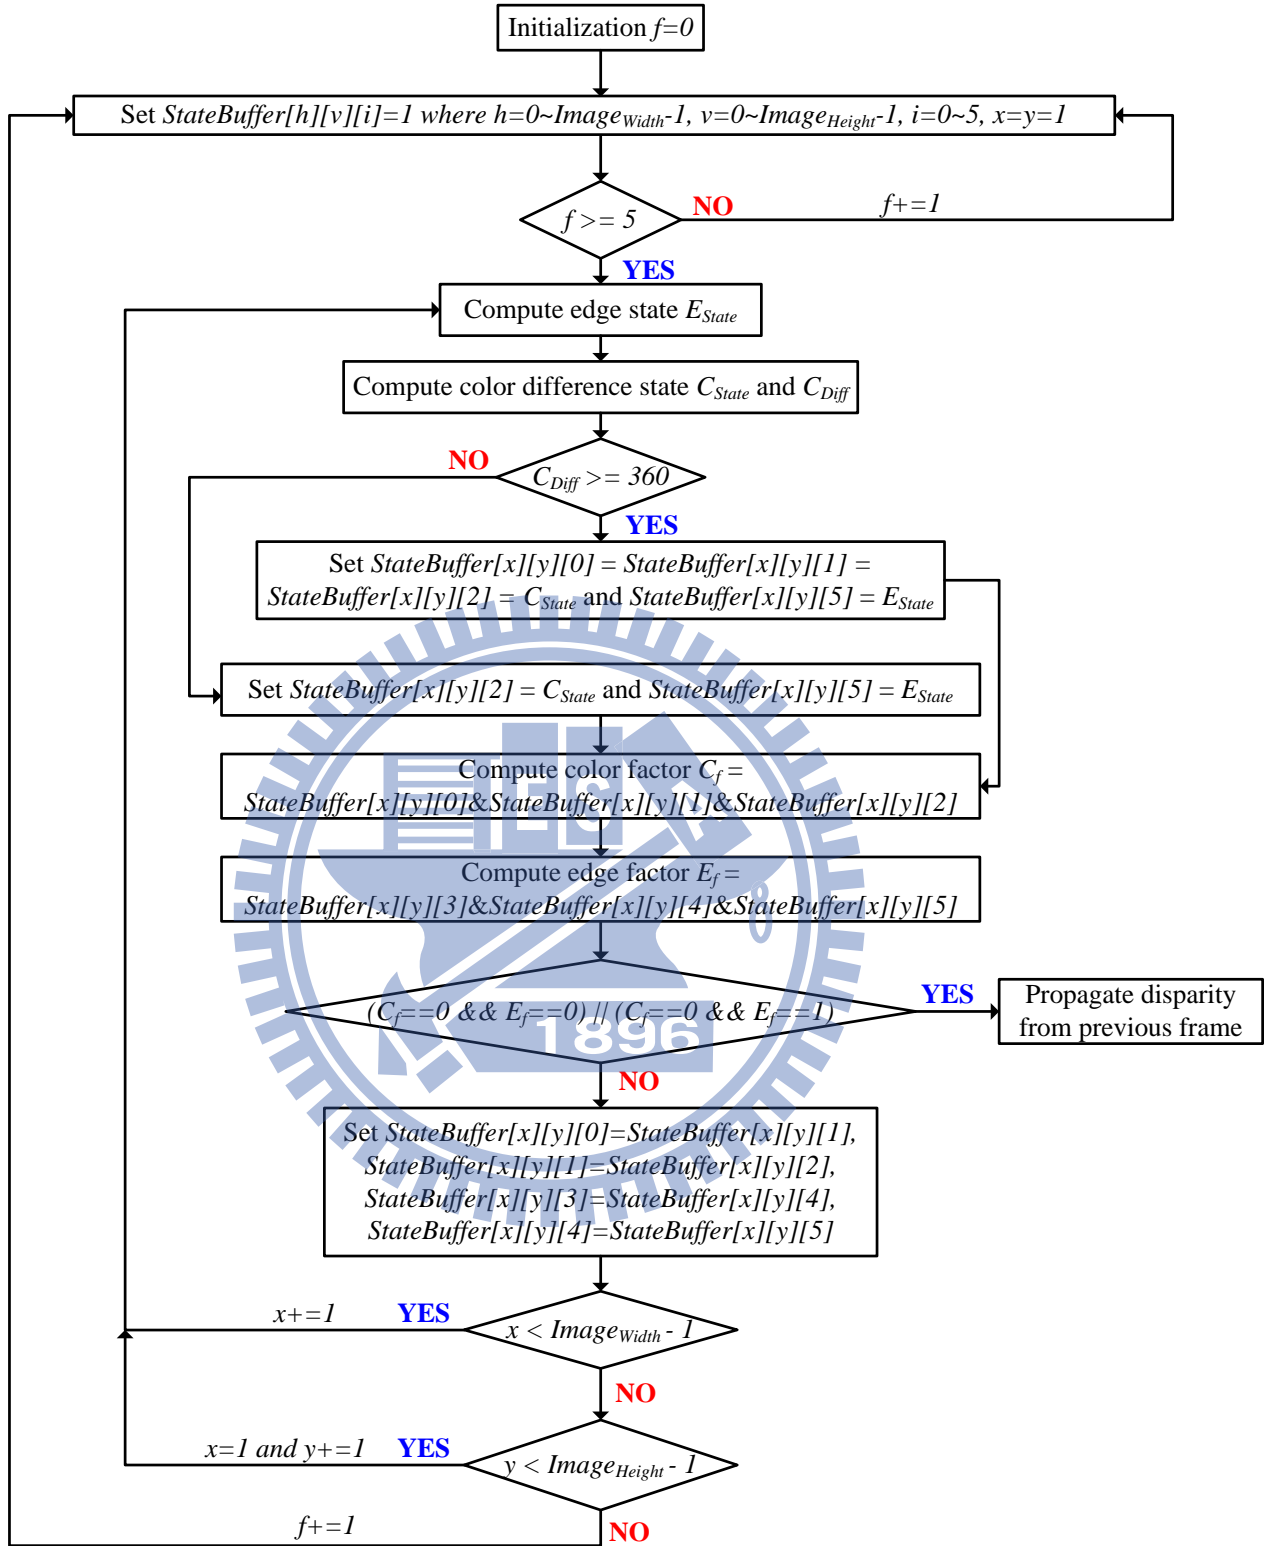 Initialization f=0
Set StateBuffer[h][v][i]=1 where h=0~ImageWidth-1, v=0~ImageHeight-1, i=0~5, x=y=1
f >= 5
NO
f+=1
YES
Compute edge state EState
Compute color difference state CState and CDiff
NO
CDiff >= 360
YES
Set StateBuffer[x][y][0] = StateBuffer[x][y][1] =
StateBuffer[x][y][2] = CState and StateBuffer[x][y][5] = EState
Set StateBuffer[x][y][2] = CState and StateBuffer[x][y][5] = EState
Compute color factor Cf =
StateBuffer[x][y][0]&StateBuffer[x][y][1]&StateBuffer[x][y][2]
Compute edge factor Ef =
StateBuffer[x][y][3]&StateBuffer[x][y][4]&StateBuffer[x][y][5]
(Cf==0 && Ef==0) || (Cf==0 && Ef==1)
YES
Propagate disparity
from previous frame
NO
Set StateBuffer[x][y][0]=StateBuffer[x][y][1],
StateBuffer[x][y][1]=StateBuffer[x][y][2],
StateBuffer[x][y][3]=StateBuffer[x][y][4],
StateBuffer[x][y][4]=StateBuffer[x][y][5]
x+=1
YES
x < ImageWidth - 1
NO
x=1 and y+=1
YES
y < ImageHeight - 1
f+=1
NO
E S A
1896